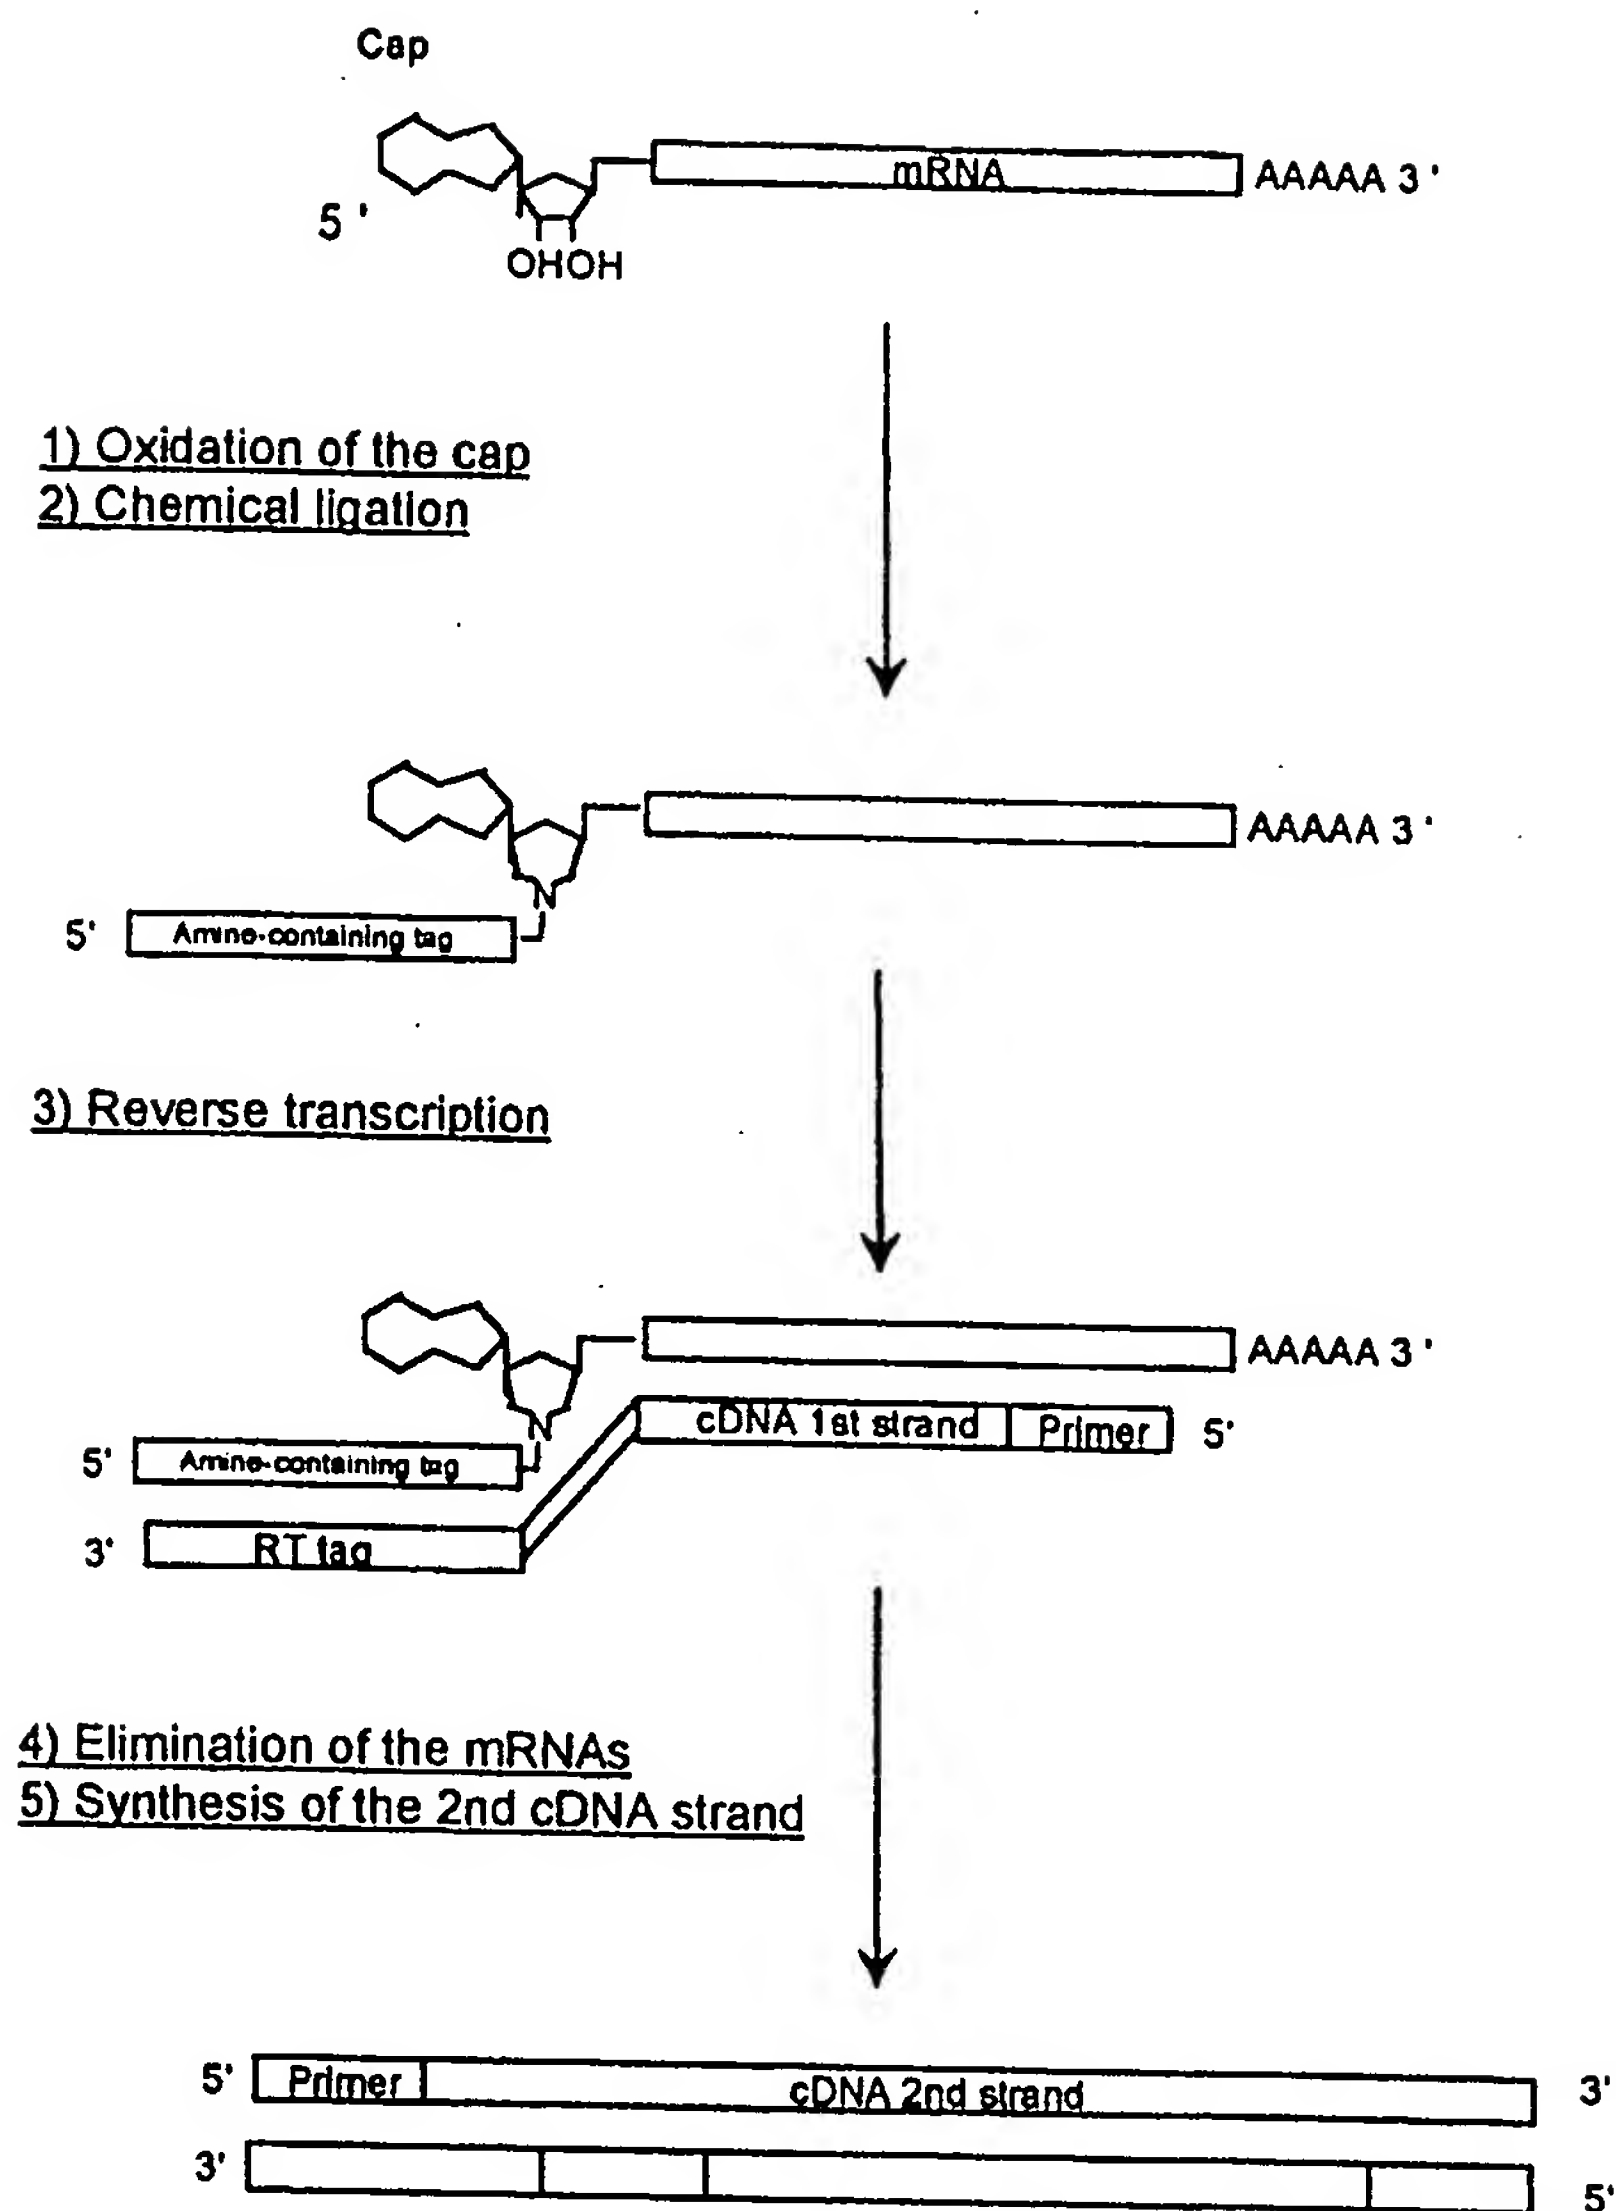 Cap
mRNA AAAAA 3'
5'
OHOH
1) Oxidation of the cap
2) Chemical ligation
AAAAA 3'
N
5' Amine-containing tag
3) Reverse transcription
AAAAA 3'
cDNA 1st strand Primer 5'
N
5' Amine-containing tag
3' RT tag
4) Elimination of the mRNAs
5) Synthesis of the 2nd cDNA strand
5' Primer cDNA 2nd strand 3'
3' 5'